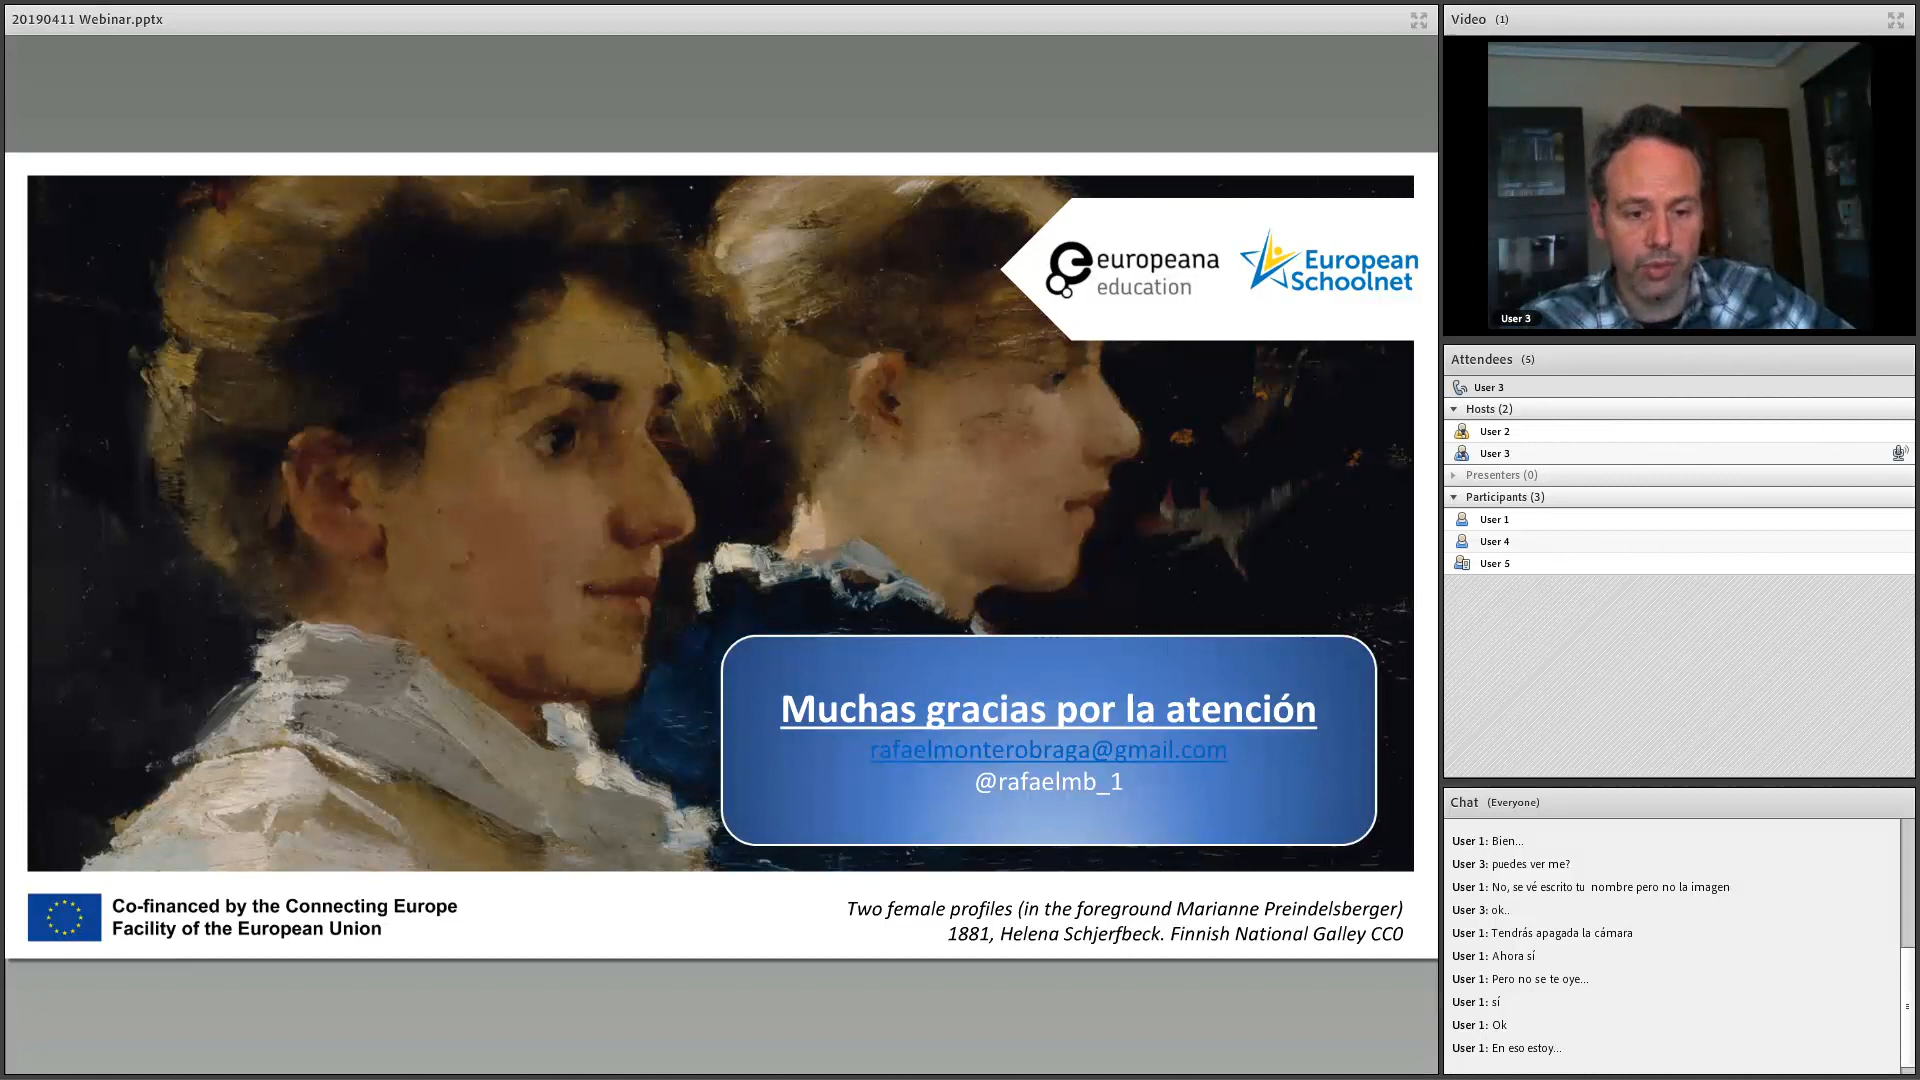 20190411 Webinar.pptx
europeana
education
European
Schoolnet
Muchas gracias por la atención
rafaelmonterobraga@gmail.com
@rafaelmb_1
Co-financed by the Connecting Europe
Facility of the European Union
Two female profiles (in the foreground Marianne Preindelsberger)
1881, Helena Schjerfbeck. Finnish National Galley CC0
Video (1)
User 3
Attendees (5)
User 3
Hosts (2)
User 2
User 3
Presenters (0)
Participants (3)
User 1
User 4
User 5
Chat (Everyone)
User 1: Bien...
User 3: puedes ver me?
User 1: No, se vé escrito tu nombre pero no la imagen
User 3: ok..
User 1: Tendrás apagada la cámara
User 1: Ahora sí
User 1: Pero no se te oye...
User 1: sí
User 1: Ok
User 1: En eso estoy...